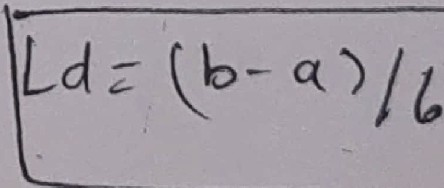 Ld = (b - a) / 6